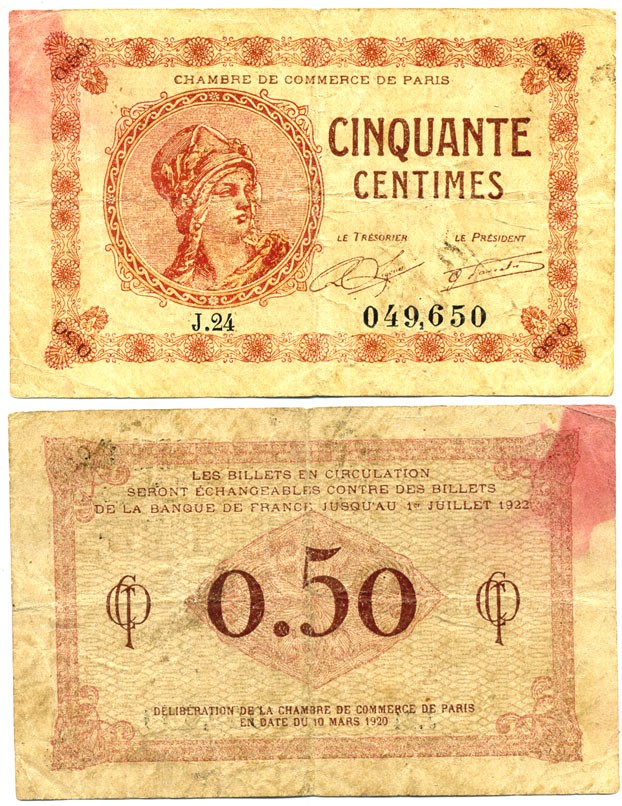 0.50 0.50
CHAMBRE DE COMMERCE DE PARIS
CINQUANTE
CENTIMES
LE TRÉSORIER LE PRÉSIDENT
J.24 049,650
0.50 0.50
LES BILLETS EN CIRCULATION
SERONT ÉCHANGEABLES CONTRE DES BILLETS
DE LA BANQUE DE FRANCE JUSQU'AU 1er JUILLET 1922
0.50
DÉLIBÉRATION DE LA CHAMBRE DE COMMERCE DE PARIS
EN DATE DU 10 MARS 1920